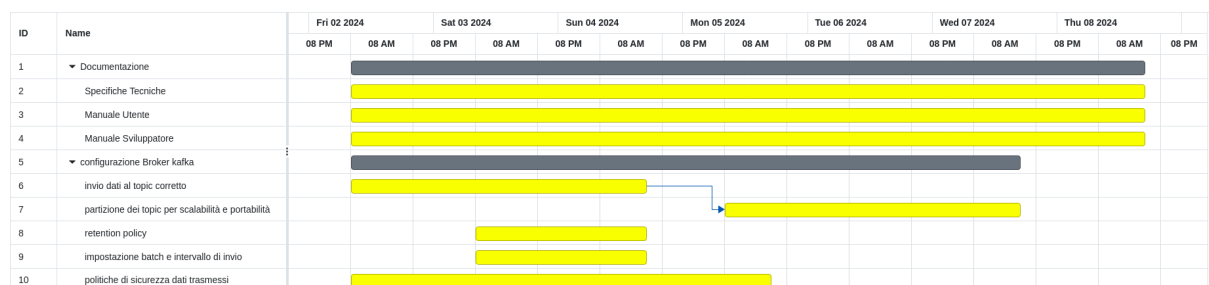 ID Name Fri 02 2024 Sat 03 2024 Sun 04 2024 Mon 05 2024 Tue 06 2024 Wed 07 2024 Thu 08 2024
08 PM 08 AM 08 PM 08 AM 08 PM 08 AM 08 PM 08 AM 08 PM 08 AM 08 PM 08 AM 08 PM 08 AM 08 PM
1 Documentazione
2 Specifiche Tecniche
3 Manuale Utente
4 Manuale Sviluppatore
5 configurazione Broker kafka
6 invio dati al topic corretto
7 partizione dei topic per scalabilità e portabilità
8 retention policy
9 impostazione batch e intervallo di invio
10 politiche di sicurezza dati trasmessi